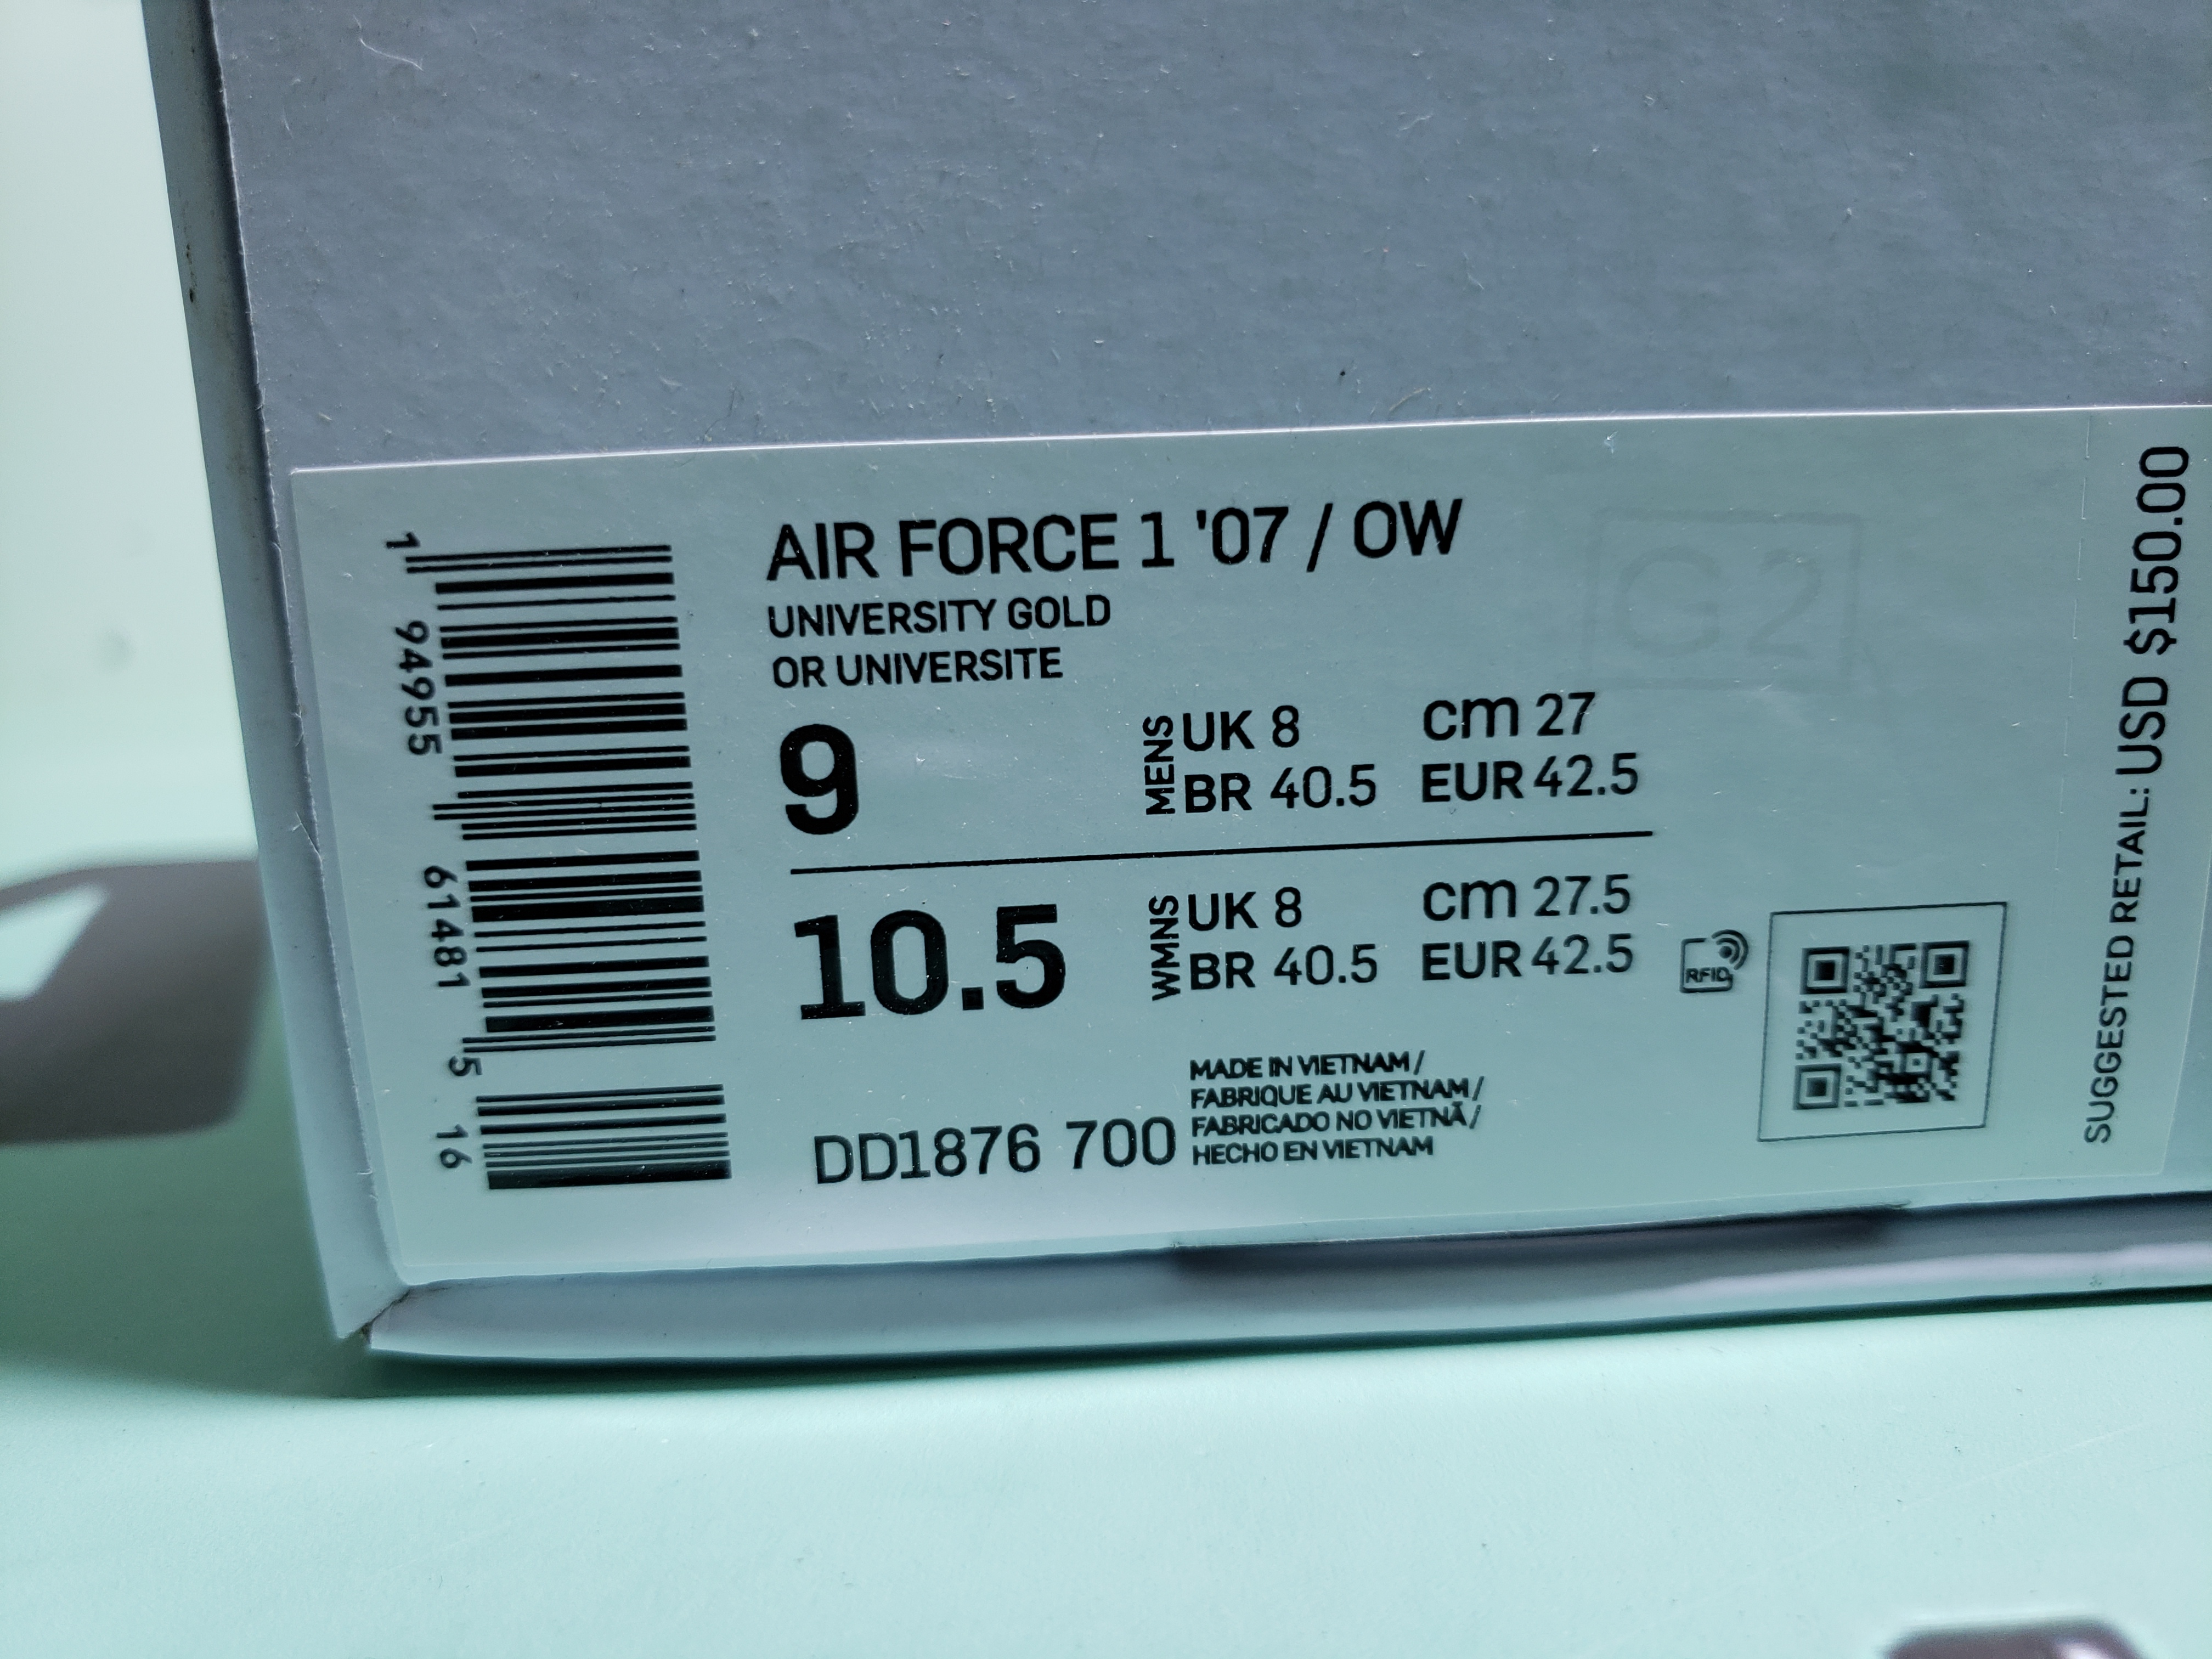 AIR FORCE 1 '07 / OW
UNIVERSITY GOLD
OR UNIVERSITE
9
MENS
UK 8
cm 27
BR 40.5
EUR 42.5
10.5
WMNS
UK 8
cm 27.5
BR 40.5
EUR 42.5
RFID
DD1876 700
MADE IN VIETNAM /
FABRIQUE AU VIETNAM /
FABRICADO NO VIETNÃ /
HECHO EN VIETNAM
1 94955 61481 5 16
G2
SUGGESTED RETAIL: USD $150.00